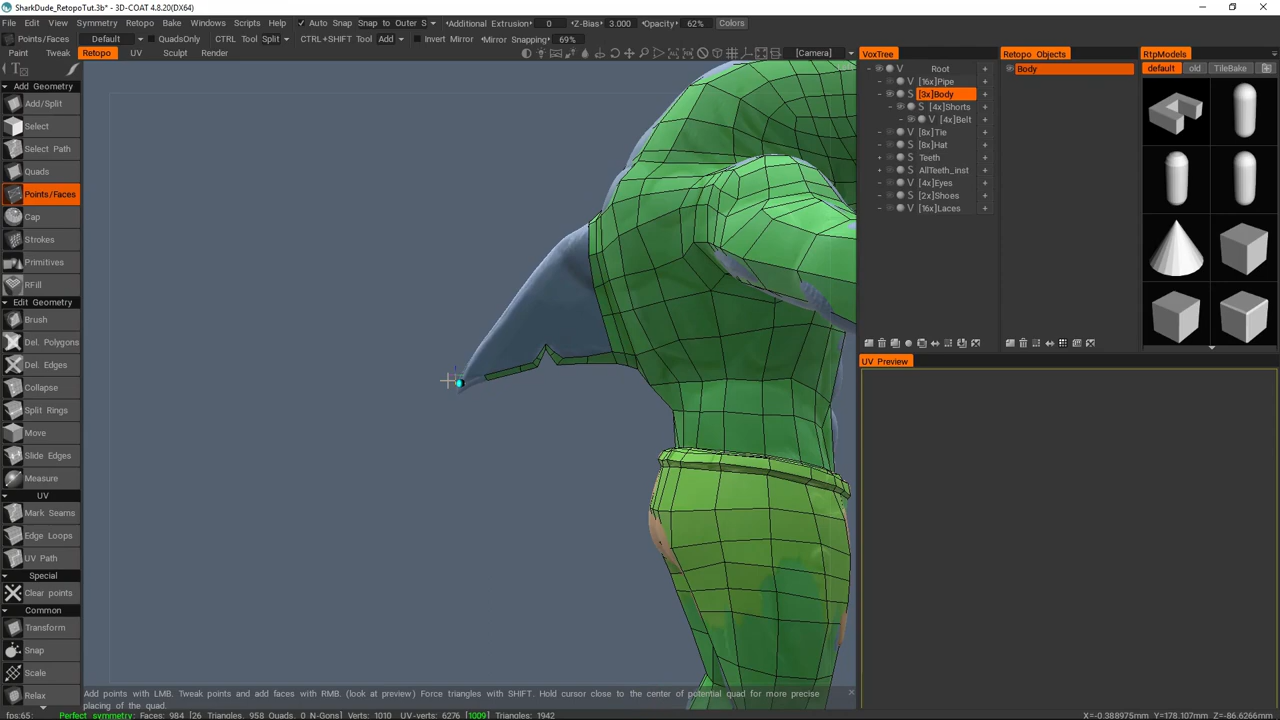 SharkDude_RetopoTut.3b* - 3D-COAT 4.8.20(DX64)
File Edit View Symmetry Retopo Bake Windows Scripts Help Auto Snap Snap to Outer S Additional Extrusion 0 Z-Bias 3.000 Opacity 62% Colors
Points/Faces Default QuadsOnly CTRL Tool Split CTRL+SHIFT Tool Add Invert Mirror Mirror Snapping 69%
Paint Tweak Retopo UV Sculpt Render [Camera]
Add Geometry
Add/Split
Select
Select Path
Quads
Points/Faces
Cap
Strokes
Primitives
RFill
Edit Geometry
Brush
Del. Polygons
Del. Edges
Collapse
Split Rings
Move
Slide Edges
Measure
UV
Mark Seams
Edge Loops
UV Path
Special
Clear points
Common
Transform
Snap
Scale
Relax
VoxTree
Root
V [16x]Pipe
S [3x]Body
S [4x]Shorts
V [4x]Belt
V [8x]Tie
S [8x]Hat
S Teeth
S AllTeeth_inst
V [4x]Eyes
S [2x]Shoes
V [16x]Laces
Retopo Objects
Body
RtpModels
default old TileBake
UV Preview
Add points with LMB. Tweak points and add faces with RMB. (look at preview) Force triangles with SHIFT. Hold cursor close to the center of potential quad for more precise
placing of the quad.
fps:65; Perfect symmetry; Faces: 984 [26 Triangles, 958 Quads, 0 N-Gons] Verts: 1010 UV-verts: 6276 [1009] Triangles: 1942 X=-0.388975mm Y=178.107mm Z=-86.6266mm